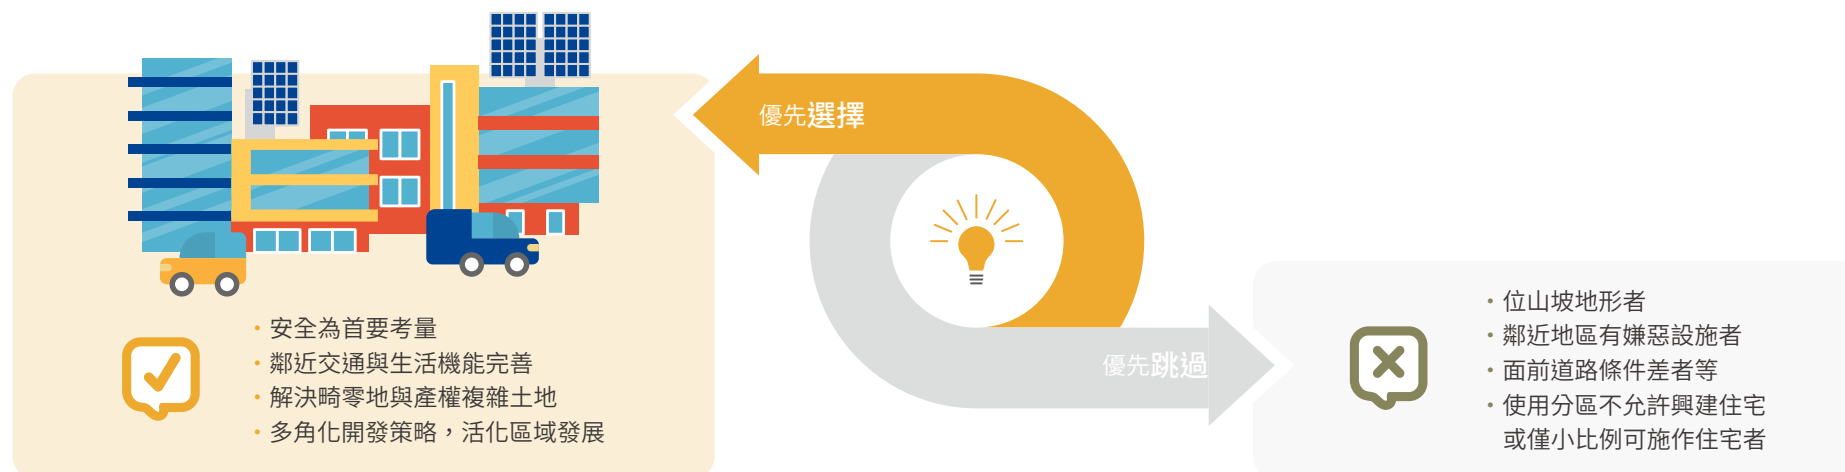 優先選擇
• 安全為首要考量
• 鄰近交通與生活機能完善
• 解決畸零地與產權複雜土地
• 多角化開發策略，活化區域發展
優先跳過
• 位山坡地形者
• 鄰近地區有嫌惡設施者
• 面前道路條件差者等
• 使用分區不允許興建住宅
或僅小比例可施作住宅者